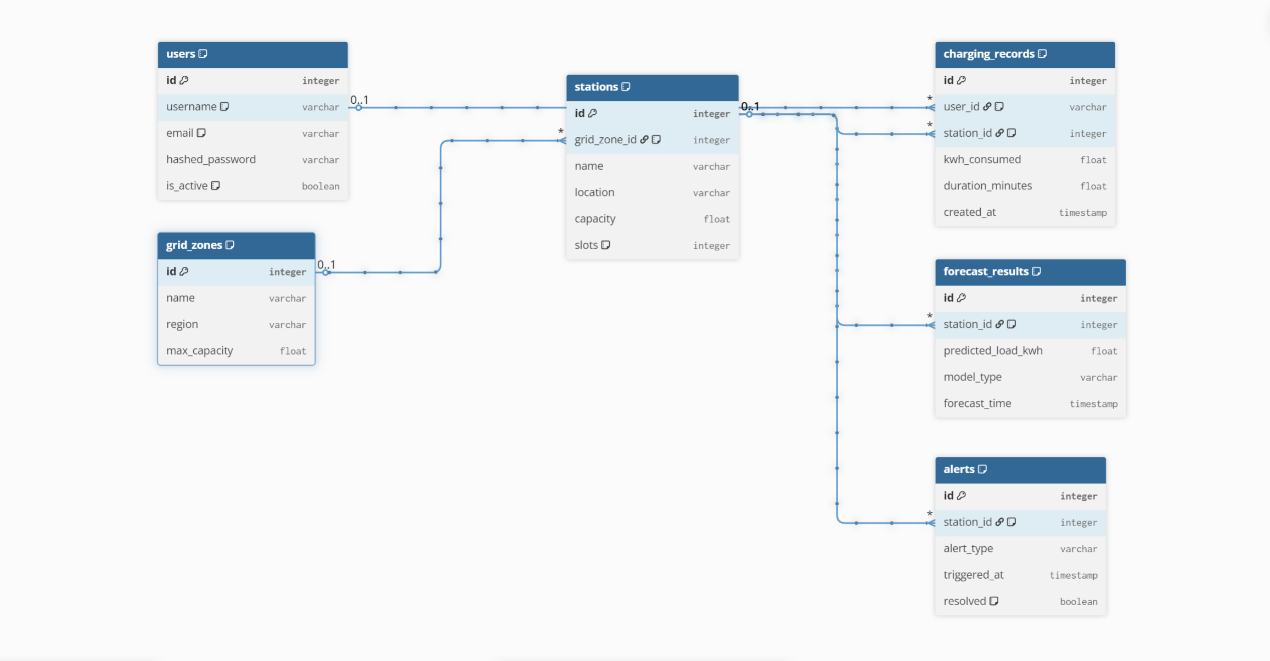 users
id integer
username varchar
email varchar
hashed_password varchar
is_active boolean
0..1
grid_zones
id integer
name varchar
region varchar
max_capacity float
0..1
*
stations
id integer
grid_zone_id integer
name varchar
location varchar
capacity float
slots integer
0..1
*
*
charging_records
id integer
user_id varchar
station_id integer
kwh_consumed float
duration_minutes float
created_at timestamp
*
forecast_results
id integer
station_id integer
predicted_load_kwh float
model_type varchar
forecast_time timestamp
*
alerts
id integer
station_id integer
alert_type varchar
triggered_at timestamp
resolved boolean